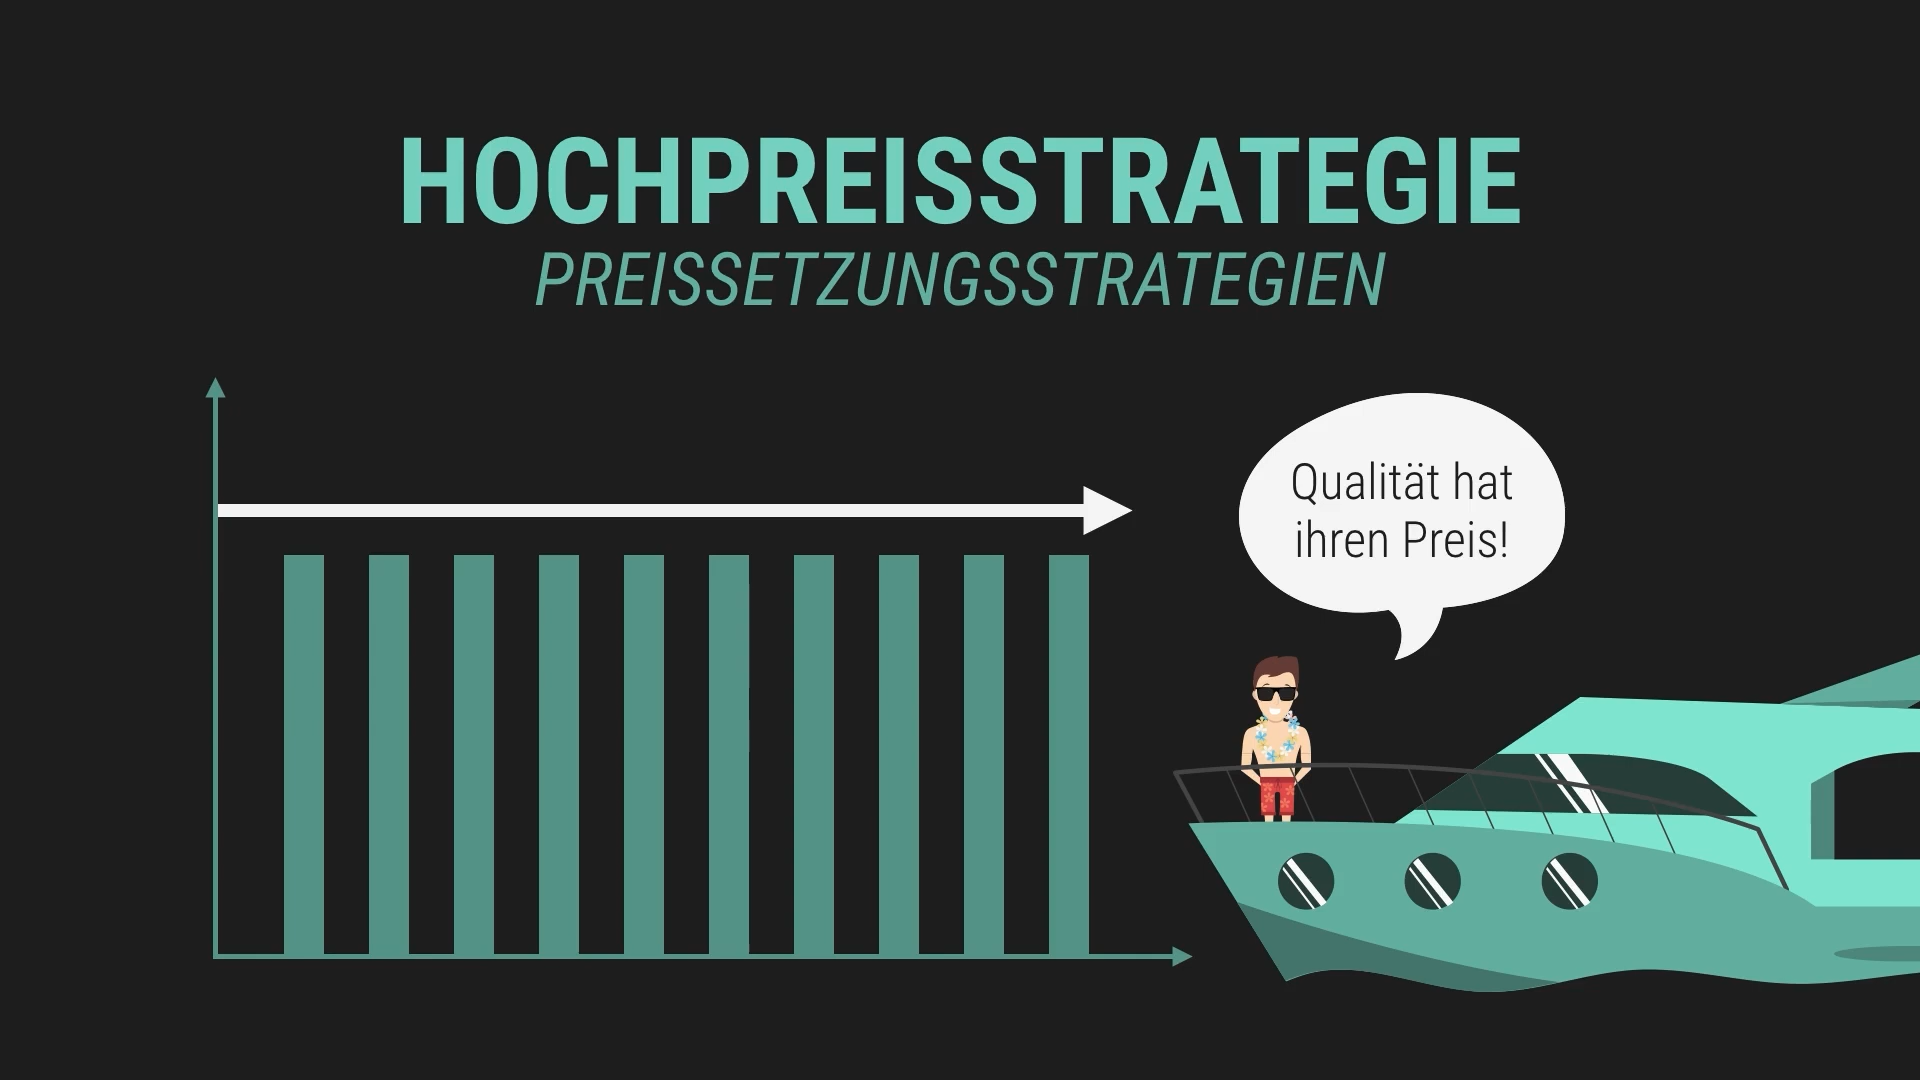 HOCHPREISSTRATEGIE
PREISSETZUNGSSTRATEGIEN
Qualität hat
ihren Preis!